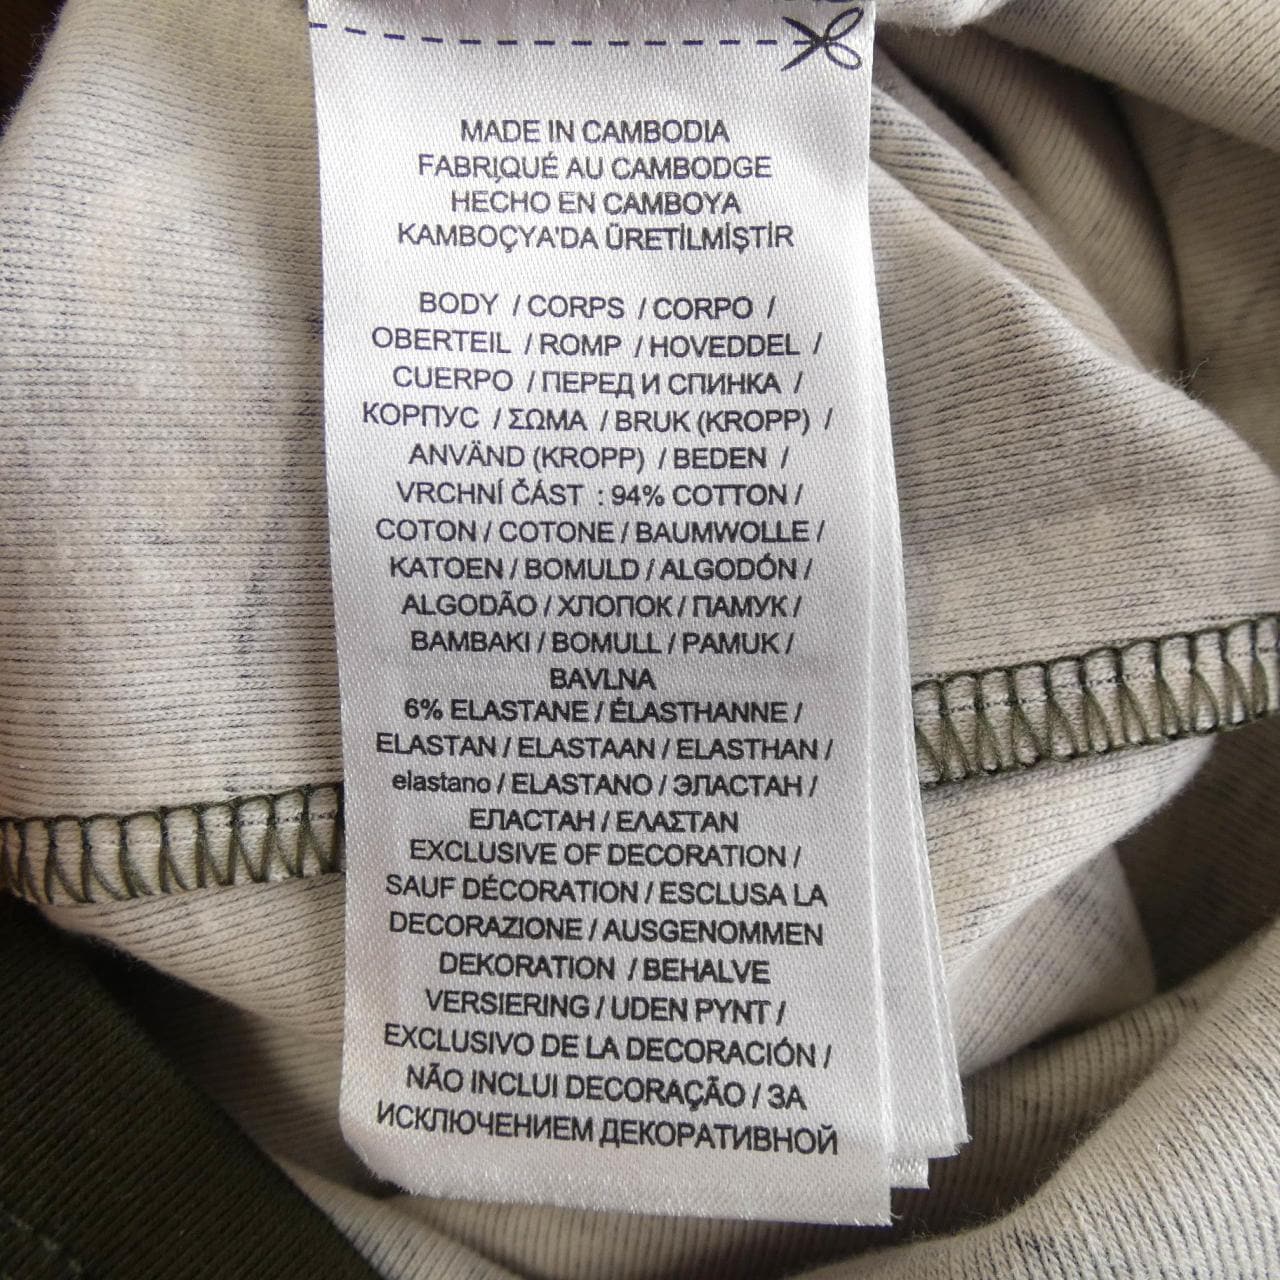 MADE IN CAMBODIA
FABRIQUÉ AU CAMBODGE
HECHO EN CAMBOYA
KAMBOÇYA'DA ÜRETİLMİŞTİR
BODY / CORPS / CORPO /
OBERTEIL / ROMP / HOVEDDEL /
CUERPO / ПЕРЕД И СПИНКА /
КОРПУС / ΣΩΜΑ / BRUK (KROPP) /
ANVÄND (KROPP) / BEDEN /
VRCHNÍ ČÁST : 94% COTTON /
COTON / COTONE / BAUMWOLLE /
KATOEN / BOMULD / ALGODÓN /
ALGODÃO / ХЛОПОК / ПАМУК /
BAMBAKI / BOMULL / PAMUK /
BAVLNA
6% ELASTANE / ÉLASTHANNE /
ELASTAN / ELASTAAN / ELASTHAN /
elastano / ELASTANO / ЭЛАСТАН /
ЕЛАСТАН / ΕΛΑΣΤΑΝ
EXCLUSIVE OF DECORATION /
SAUF DÉCORATION / ESCLUSA LA
DECORAZIONE / AUSGENOMMEN
DEKORATION / BEHALVE
VERSIERING / UDEN PYNT /
EXCLUSIVO DE LA DECORACIÓN /
NÃO INCLUI DECORAÇÃO / ЗА
ИСКЛЮЧЕНИЕМ ДЕКОРАТИВНОЙ